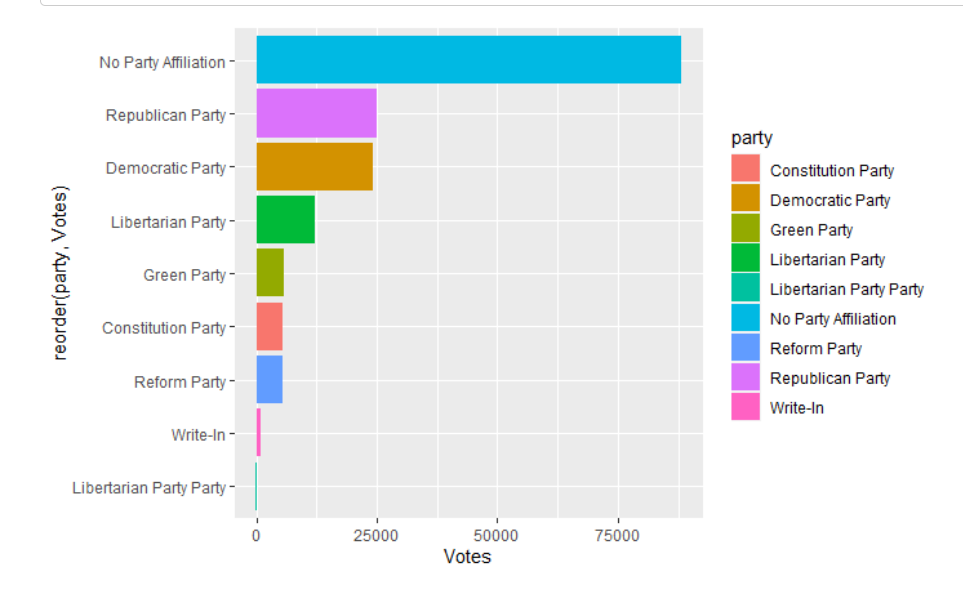 No Party Affiliation
Republican Party
Democratic Party
Libertarian Party
Green Party
Constitution Party
Reform Party
Write-In
Libertarian Party Party
reorder(party, Votes)
0 25000 50000 75000
Votes
party
Constitution Party
Democratic Party
Green Party
Libertarian Party
Libertarian Party Party
No Party Affiliation
Reform Party
Republican Party
Write-In